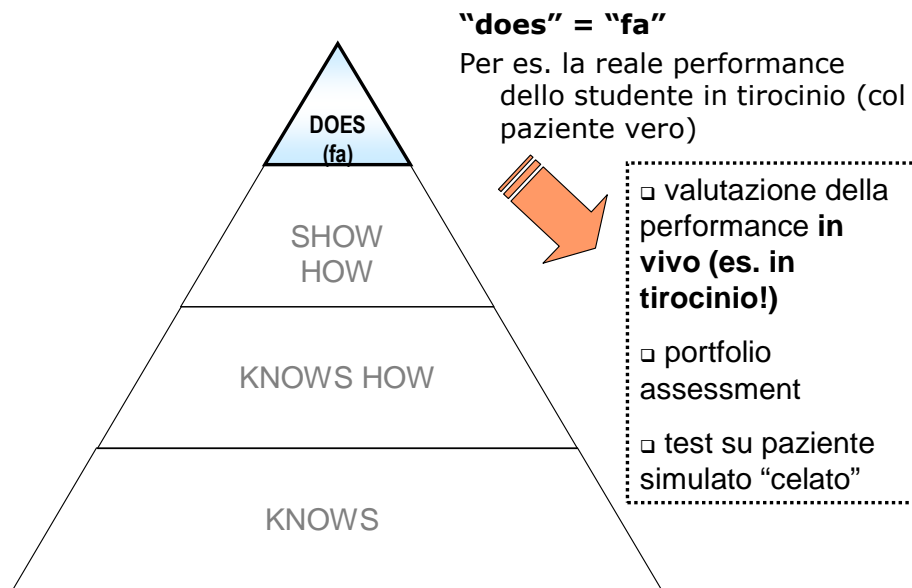 “does” = “fa”
Per es. la reale performance
dello studente in tirocinio (col
paziente vero)
DOES
(fa)
SHOW
HOW
KNOWS HOW
KNOWS
❑ valutazione della
performance in
vivo (es. in
tirocinio!)
❑ portfolio
assessment
❑ test su paziente
simulato “celato”